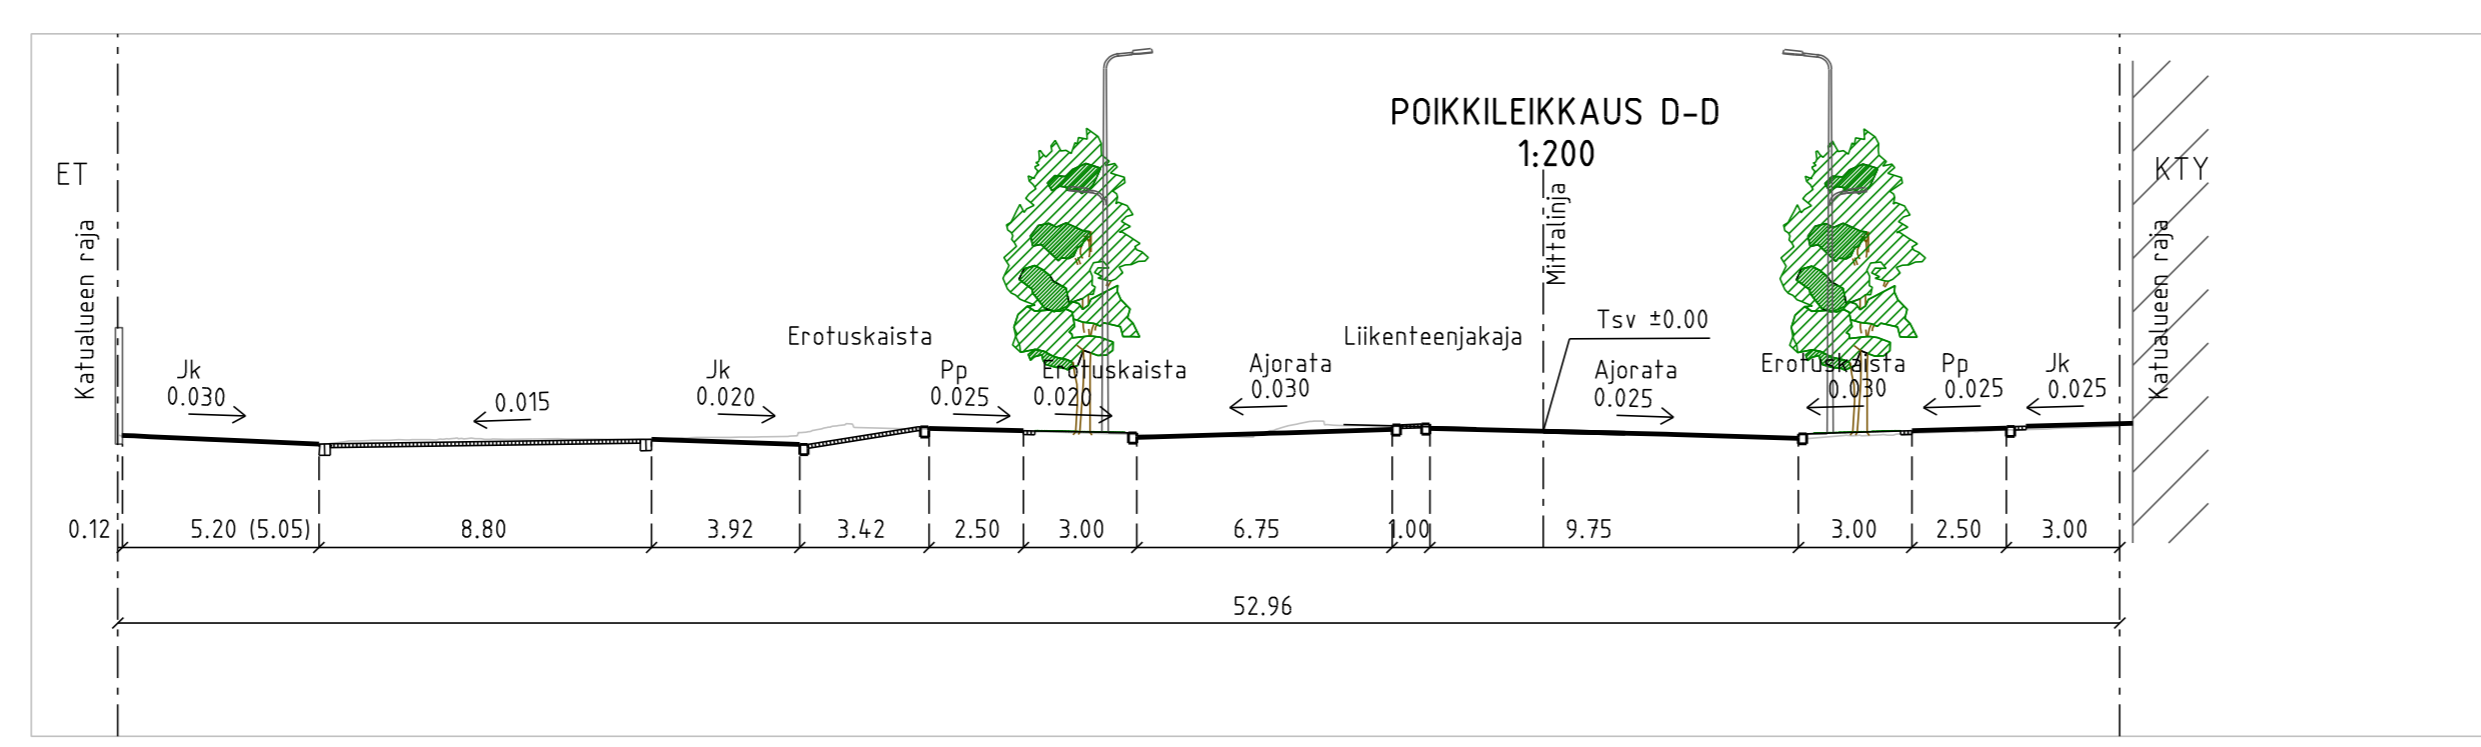 POIKKILEIKKAUS D-D
1:200
ET
KTY
Katualueen raja
Mittalinja
Katualueen raja
Tsv ±0.00
Erotuskaista
Liikenteenjakaja
Jk
0.030
0.015
Jk
0.020
Pp
0.025
Erotuskaista
0.020
Ajorata
0.030
Ajorata
0.025
Erotuskaista
0.030
Pp
0.025
Jk
0.025
0.12 5.20 (5.05) 8.80 3.92 3.42 2.50 3.00 6.75 1.00 9.75 3.00 2.50 3.00
52.96